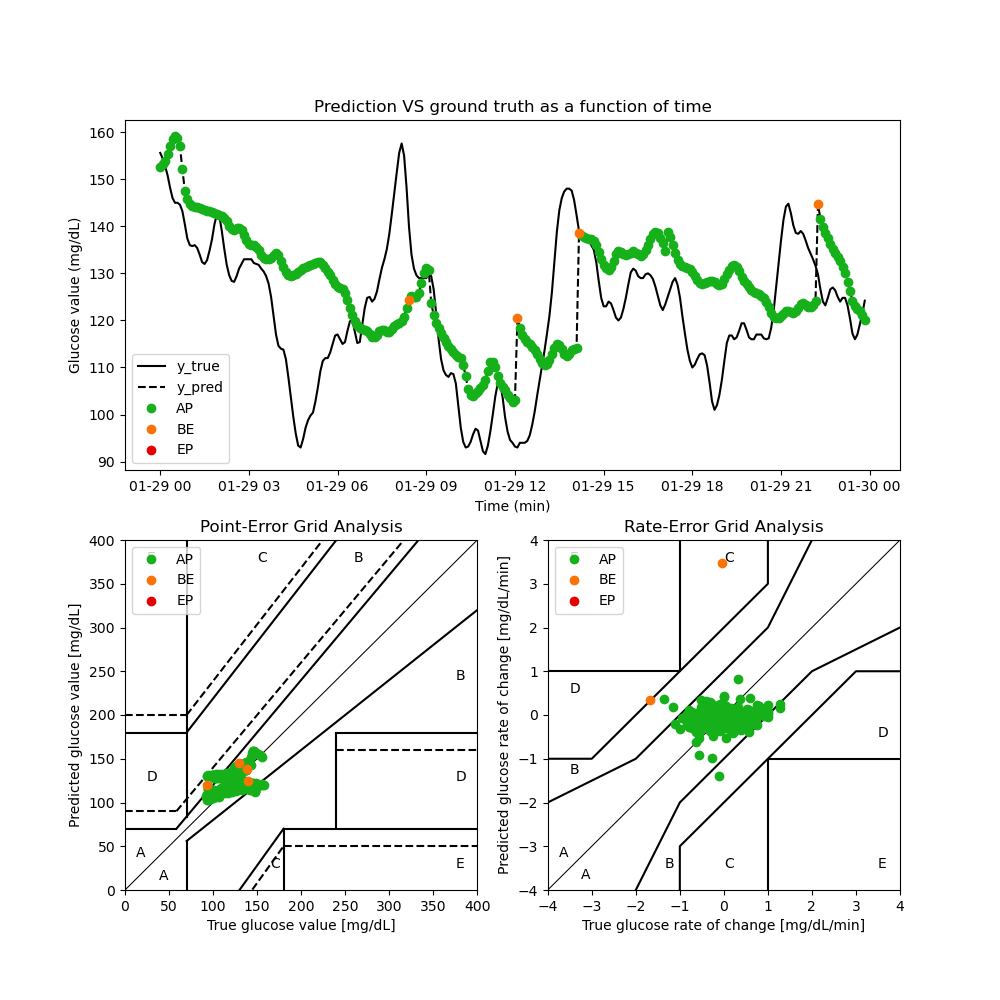 Prediction VS ground truth as a function of time
Glucose value (mg/dL)
160
150
140
130
120
110
100
90
y_true
y_pred
AP
BE
EP
01-29 00 01-29 03 01-29 06 01-29 09 01-29 12 01-29 15 01-29 18 01-29 21 01-30 00
Time (min)
Point-Error Grid Analysis
Predicted glucose value [mg/dL]
400
350
300
250
200
150
100
50
0
AP
BE
EP
C
B
B
D
D
A
A
C
E
0 50 100 150 200 250 300 350 400
True glucose value [mg/dL]
Rate-Error Grid Analysis
Predicted glucose rate of change [mg/dL/min]
4
3
2
1
0
−1
−2
−3
−4
AP
BE
EP
C
D
D
B
A
A
B
C
E
−4 −3 −2 −1 0 1 2 3 4
True glucose rate of change [mg/dL/min]